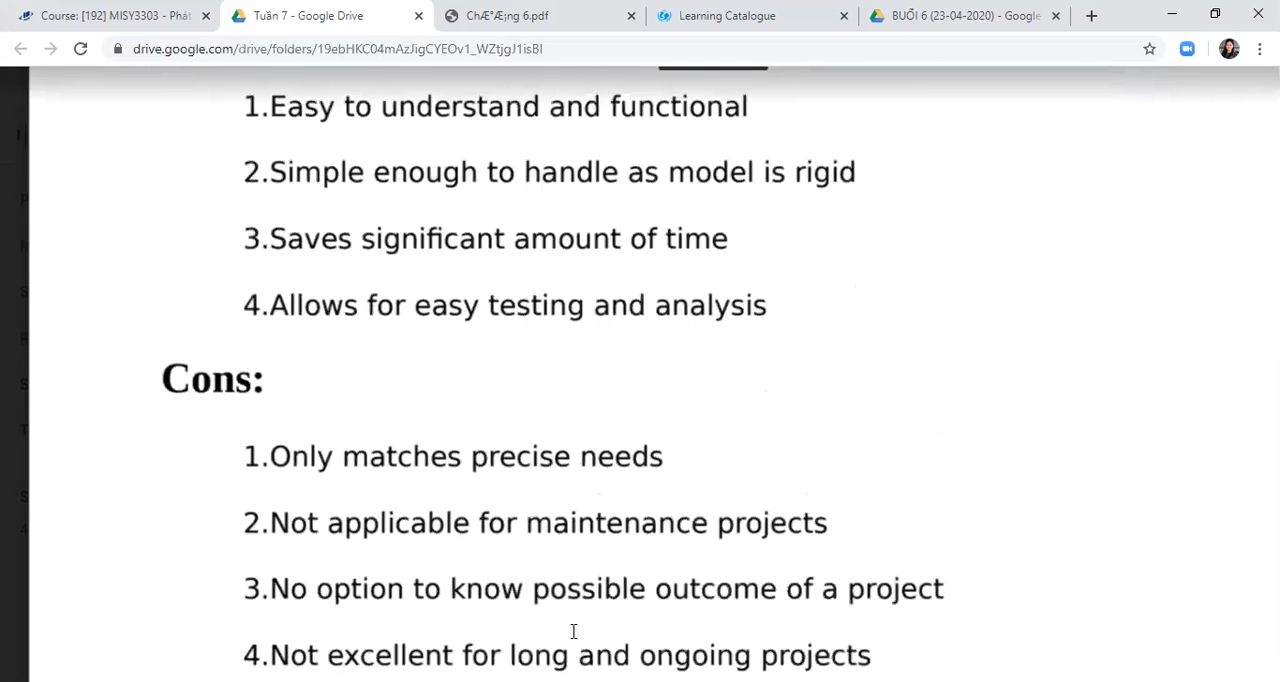 Course: [192] MISY3303 - Phát
Tuần 7 - Google Drive
ChÆ°Æ¡ng 6.pdf
Learning Catalogue
BUỔI 6 (23-04-2020) - Google
drive.google.com/drive/folders/19ebHKC04mAzJigCYEOv1_WZtjgJ1isBl
1.Easy to understand and functional
2.Simple enough to handle as model is rigid
3.Saves significant amount of time
4.Allows for easy testing and analysis
Cons:
1.Only matches precise needs
2.Not applicable for maintenance projects
3.No option to know possible outcome of a project
4.Not excellent for long and ongoing projects